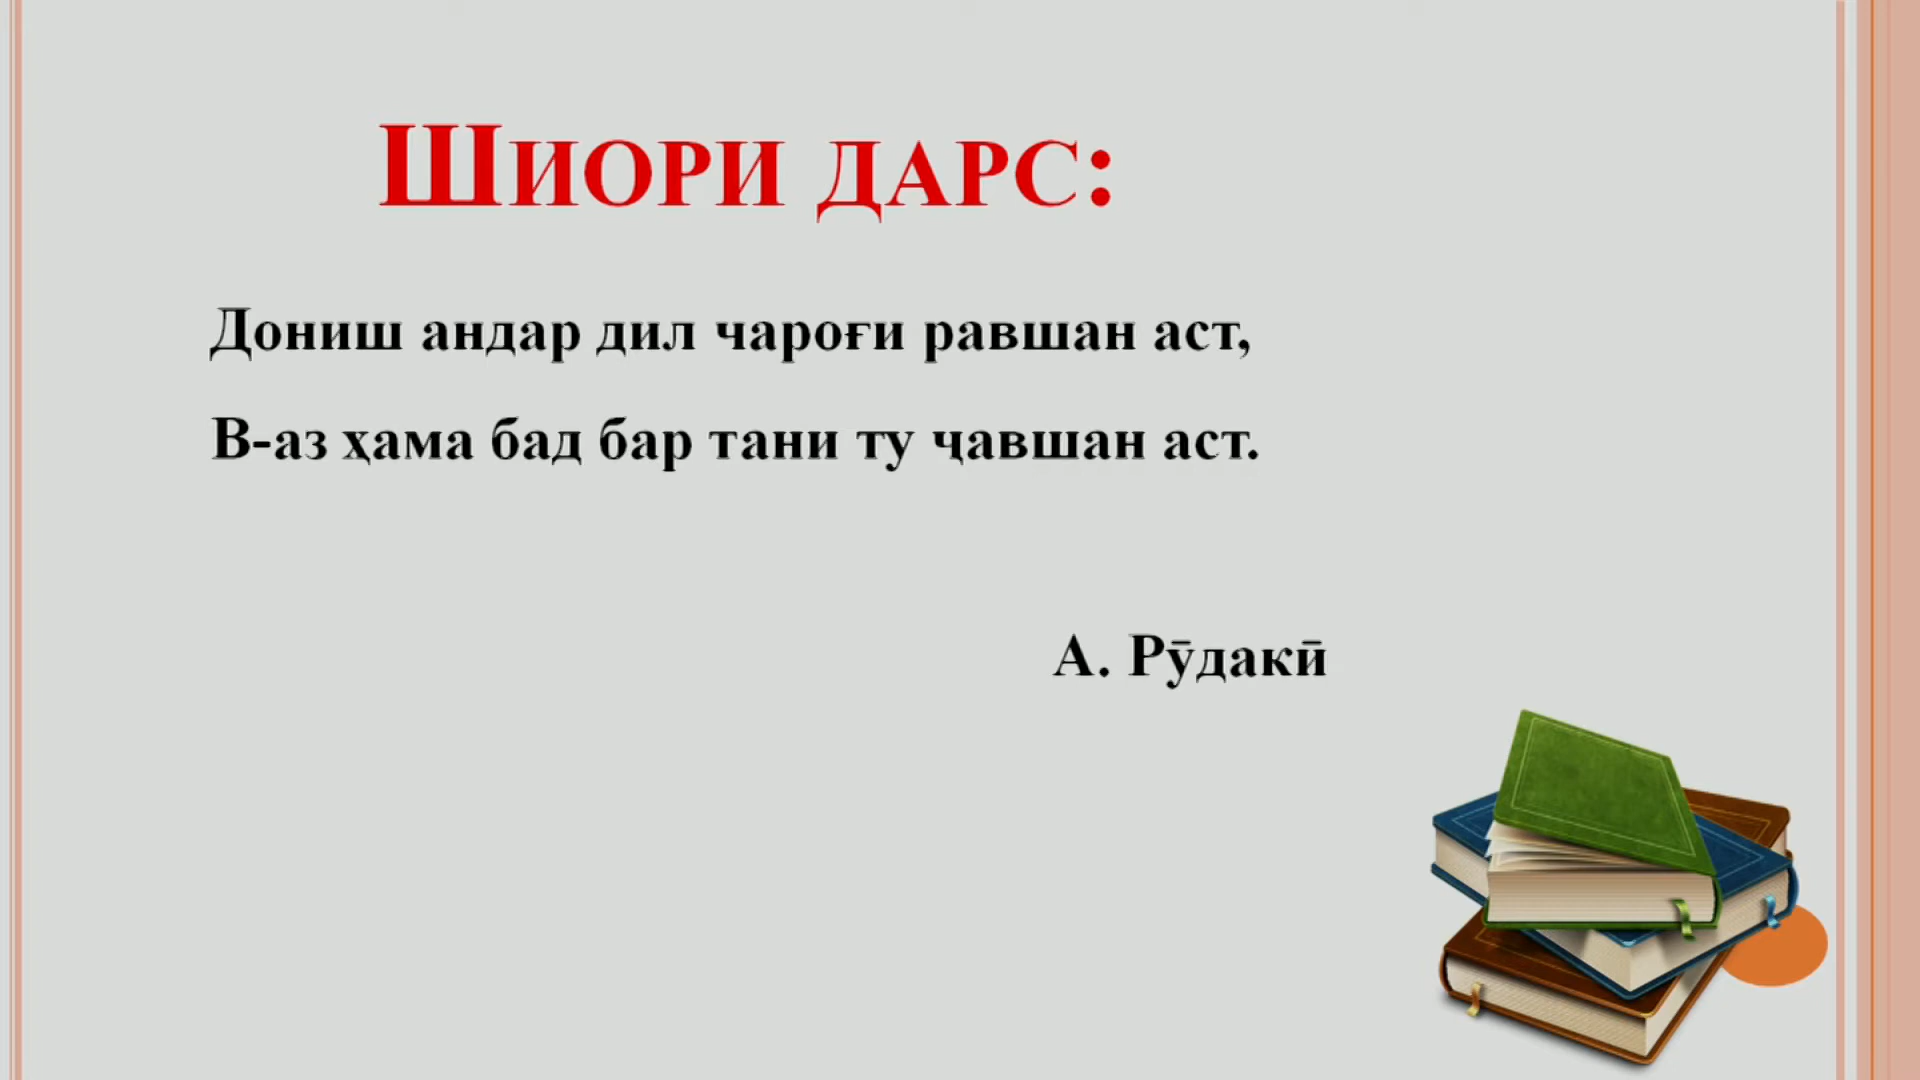 Шиори дарс:
Дониш андар дил чароғи равшан аст,
В-аз ҳама бад бар тани ту ҷавшан аст.
А. Рӯдакӣ